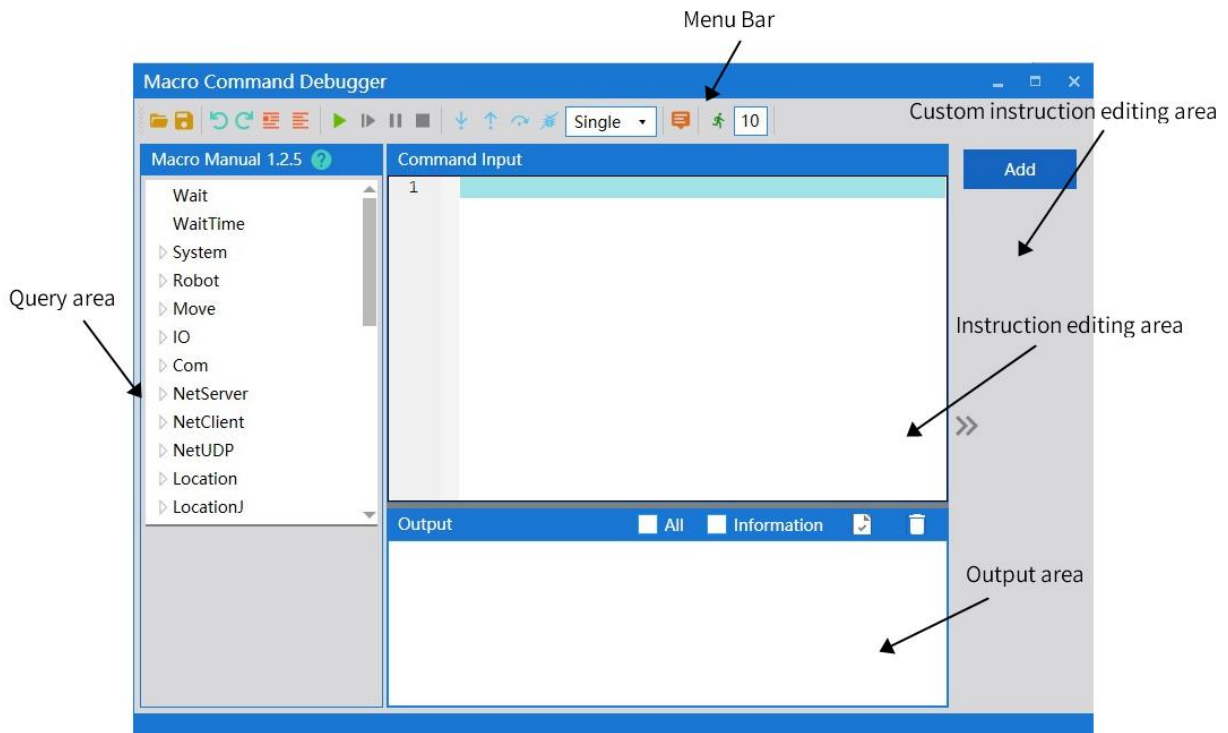 Menu Bar
Macro Command Debugger
Custom instruction editing area
Single
10
Macro Manual 1.2.5 ?
Command Input
Add
1
Wait
WaitTime
System
Robot
Query area
Move
Instruction editing area
IO
Com
NetServer
NetClient
NetUDP
Location
LocationJ
Output
All
Information
Output area